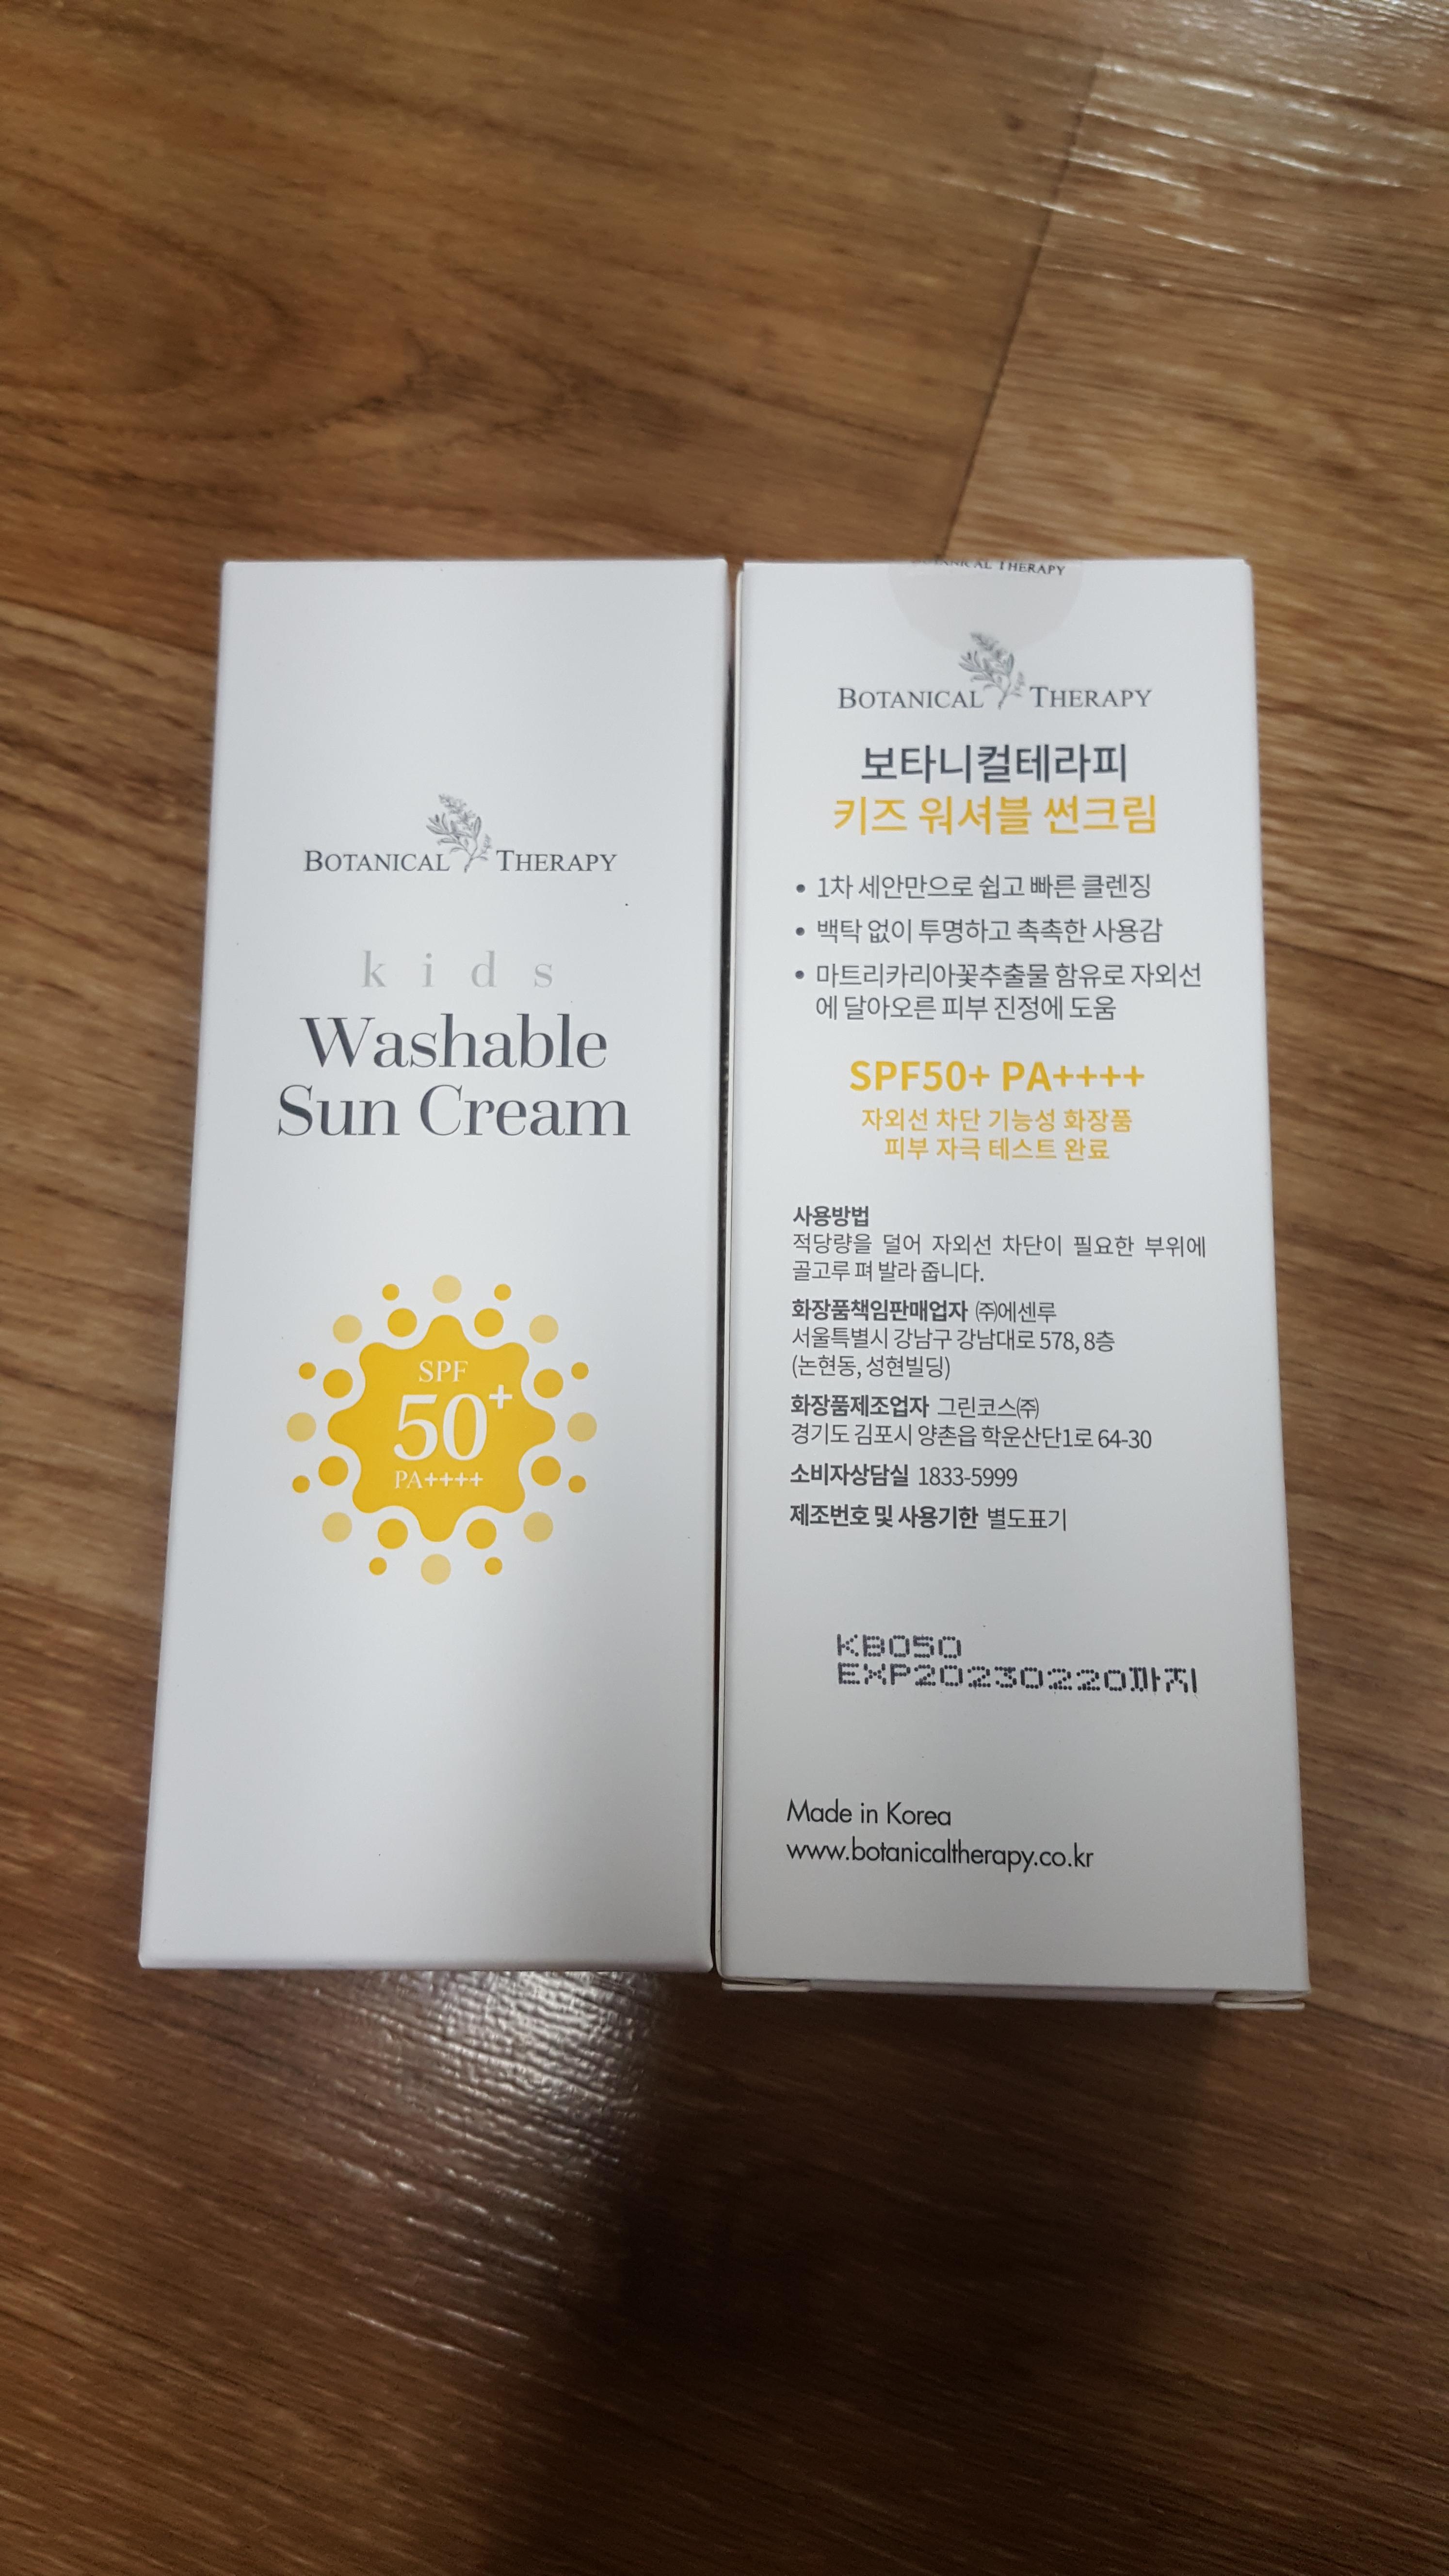 BOTANICAL THERAPY
kids
Washable
Sun Cream
SPF
50+
PA++++
BOTANICAL THERAPY
BOTANICAL THERAPY
보타니컬테라피
키즈 워셔블 썬크림
• 1차 세안만으로 쉽고 빠른 클렌징
• 백탁 없이 투명하고 촉촉한 사용감
• 마트리카리아꽃추출물 함유로 자외선
에 달아오른 피부 진정에 도움
SPF50+ PA++++
자외선 차단 기능성 화장품
피부 자극 테스트 완료
사용방법
적당량을 덜어 자외선 차단이 필요한 부위에
골고루 펴 발라 줍니다.
화장품책임판매업자 ㈜에센루
서울특별시 강남구 강남대로 578, 8층
(논현동, 성현빌딩)
화장품제조업자 그린코스㈜
경기도 김포시 양촌읍 학운산단1로 64-30
소비자상담실 1833-5999
제조번호 및 사용기한 별도표기
KB050
EXP20230220까지
Made in Korea
www.botanicaltherapy.co.kr